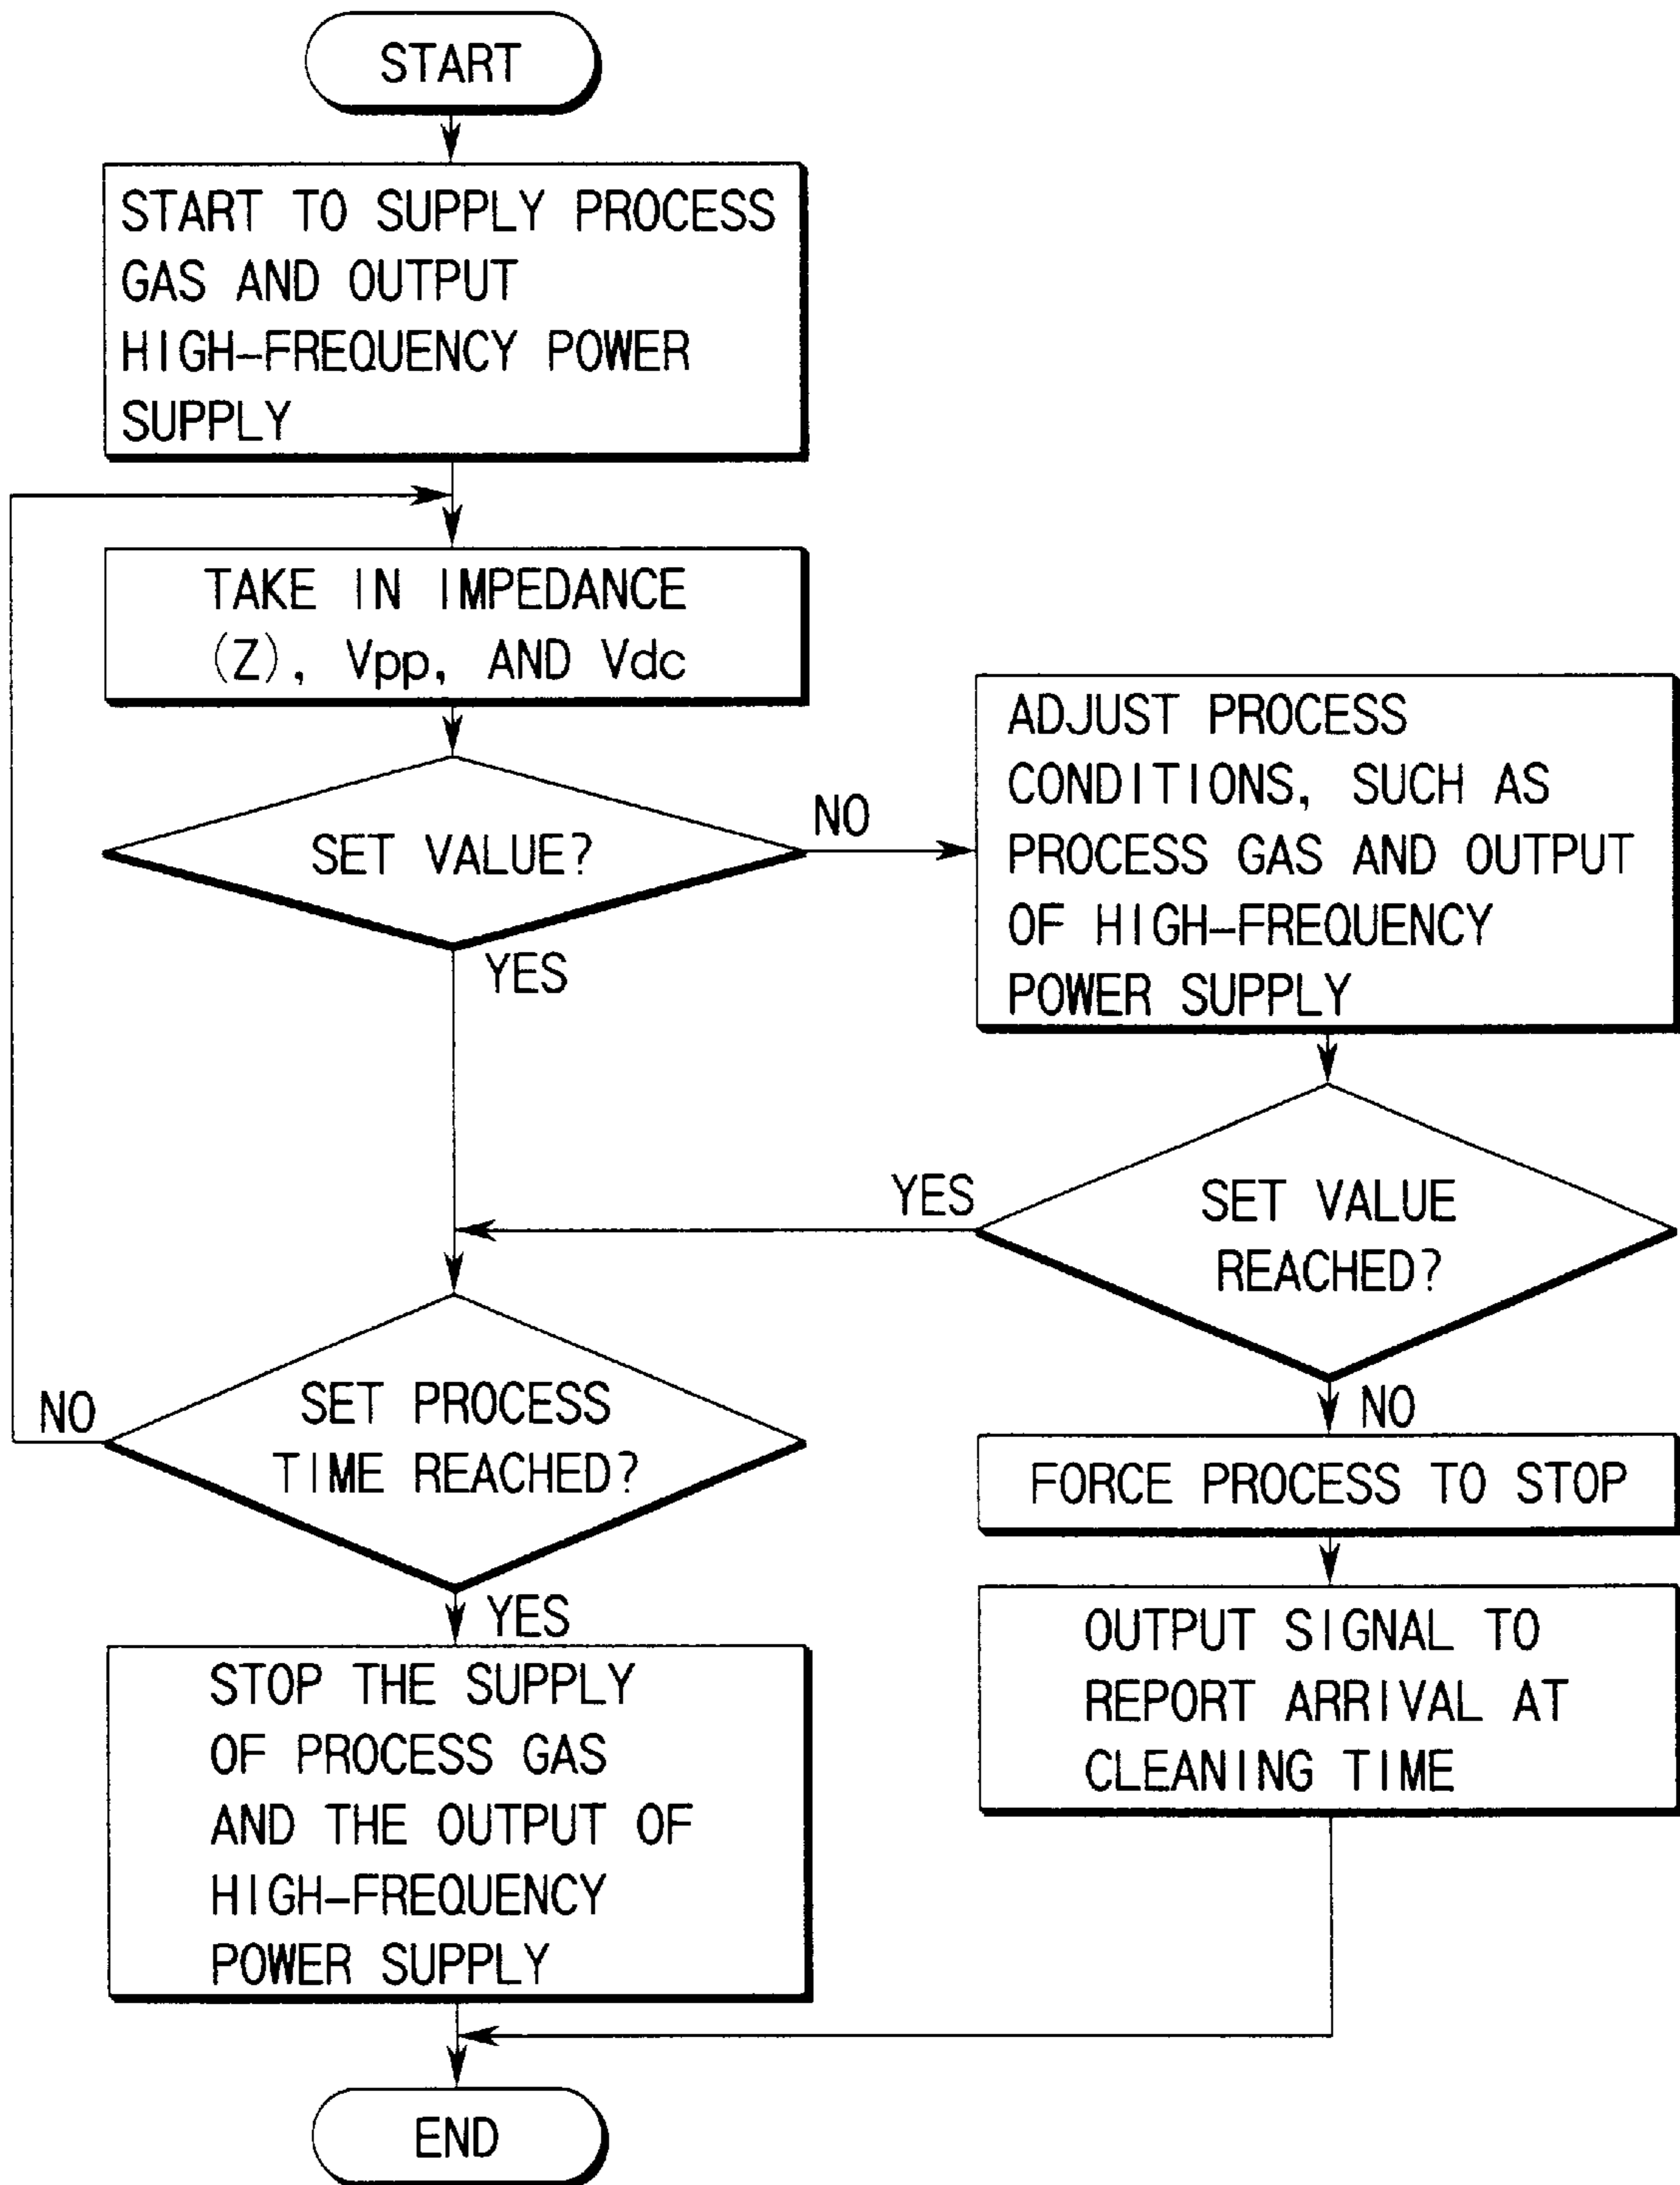 START
START TO SUPPLY PROCESS
GAS AND OUTPUT
HIGH-FREQUENCY POWER
SUPPLY
TAKE IN IMPEDANCE
(Z), Vpp, AND Vdc
SET VALUE?
NO
YES
ADJUST PROCESS
CONDITIONS, SUCH AS
PROCESS GAS AND OUTPUT
OF HIGH-FREQUENCY
POWER SUPPLY
SET VALUE
REACHED?
YES
NO
SET PROCESS
TIME REACHED?
NO
YES
FORCE PROCESS TO STOP
OUTPUT SIGNAL TO
REPORT ARRIVAL AT
CLEANING TIME
STOP THE SUPPLY
OF PROCESS GAS
AND THE OUTPUT OF
HIGH-FREQUENCY
POWER SUPPLY
END